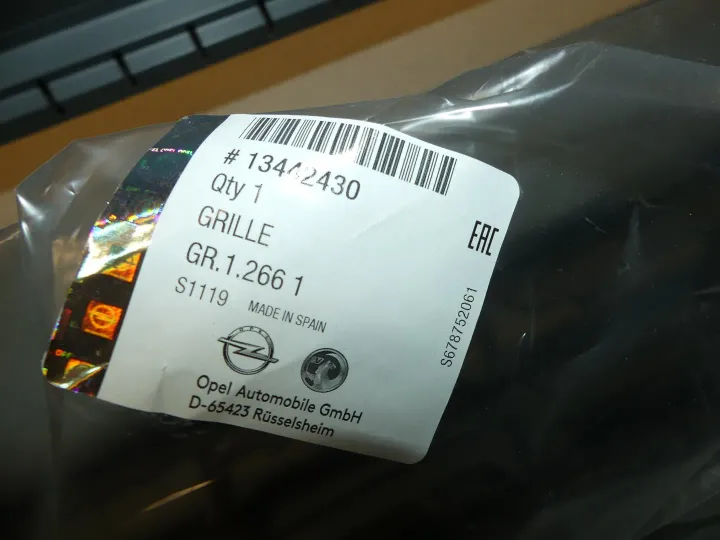 # 13442430
Qty 1
GRILLE
GR.1.266 1
S1119 MADE IN SPAIN
EAC
S678752061
OPEL
Opel Automobile GmbH
D-65423 Rüsselsheim